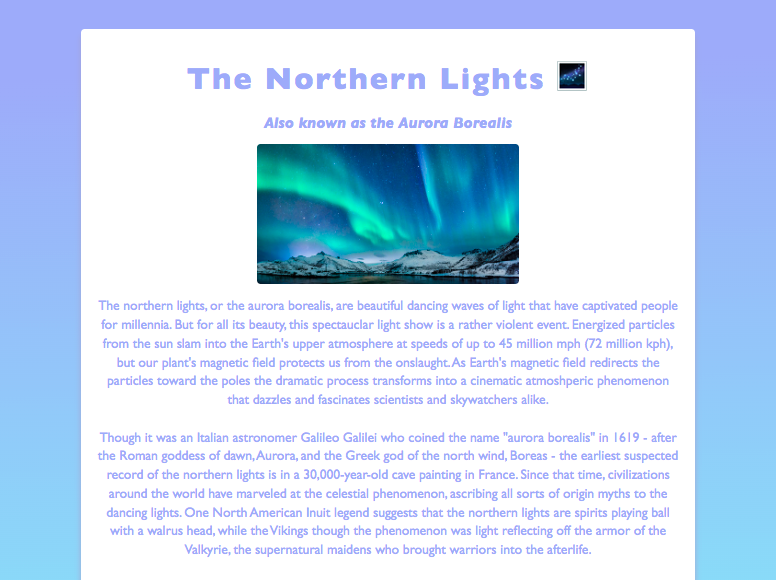 The Northern Lights
Also known as the Aurora Borealis
The northern lights, or the aurora borealis, are beautiful dancing waves of light that have captivated people
for millennia. But for all its beauty, this spectauclar light show is a rather violent event. Energized particles
from the sun slam into the Earth's upper atmosphere at speeds of up to 45 million mph (72 million kph),
but our plant's magnetic field protects us from the onslaught. As Earth's magnetic field redirects the
particles toward the poles the dramatic process transforms into a cinematic atmoshperic phenomenon
that dazzles and fascinates scientists and skywatchers alike.
Though it was an Italian astronomer Galileo Galilei who coined the name "aurora borealis" in 1619 - after
the Roman goddess of dawn, Aurora, and the Greek god of the north wind, Boreas - the earliest suspected
record of the northern lights is in a 30,000-year-old cave painting in France. Since that time, civilizations
around the world have marveled at the celestial phenomenon, ascribing all sorts of origin myths to the
dancing lights. One North American Inuit legend suggests that the northern lights are spirits playing ball
with a walrus head, while the Vikings though the phenomenon was light reflecting off the armor of the
Valkyrie, the supernatural maidens who brought warriors into the afterlife.